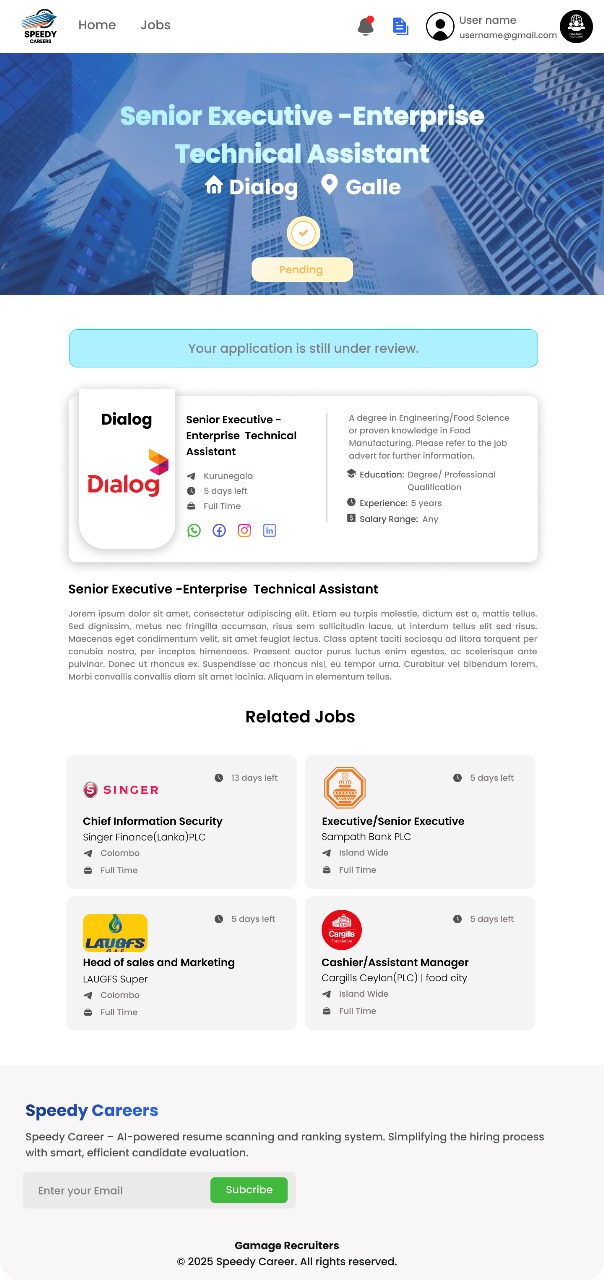 SPEEDY
CAREERS
Home
Jobs
User name
username@gmail.com
Senior Executive -Enterprise
Technical Assistant
Dialog
Galle
Pending
Your application is still under review.
Dialog
Dialog
Senior Executive -
Enterprise Technical
Assistant
Kurunegala
5 days left
Full Time
A degree in Engineering/Food Science
or proven knowledge in Food
Manufacturing. Please refer to the job
advert for further information.
Education: Degree/ Professional
Qualification
Experience: 5 years
Salary Range: Any
Senior Executive -Enterprise Technical Assistant
Jorem ipsum dolor sit amet, consectetur adipiscing elit. Etiam eu turpis molestie, dictum est a, mattis tellus.
Sed dignissim, metus nec fringilla accumsan, risus sem sollicitudin lacus, ut interdum tellus elit sed risus.
Maecenas eget condimentum velit, sit amet feugiat lectus. Class aptent taciti sociosqu ad litora torquent per
conubia nostra, per inceptos himenaeos. Praesent auctor purus luctus enim egestas, ac scelerisque ante
pulvinar. Donec ut rhoncus ex. Suspendisse ac rhoncus nisl, eu tempor urna. Curabitur vel bibendum lorem.
Morbi convallis convallis diam sit amet lacinia. Aliquam in elementum tellus.
Related Jobs
S SINGER
13 days left
Chief Information Security
Singer Finance(Lanka)PLC
Colombo
Full Time
5 days left
Executive/Senior Executive
Sampath Bank PLC
Island Wide
Full Time
LAUGFS
GAS
5 days left
Head of sales and Marketing
LAUGFS Super
Colombo
Full Time
Cargills
Foundation
5 days left
Cashier/Assistant Manager
Cargills Ceylon(PLC) | food city
Island Wide
Full Time
Speedy Careers
Speedy Career – AI-powered resume scanning and ranking system. Simplifying the hiring process
with smart, efficient candidate evaluation.
Enter your Email
Subcribe
Gamage Recruiters
© 2025 Speedy Career. All rights reserved.